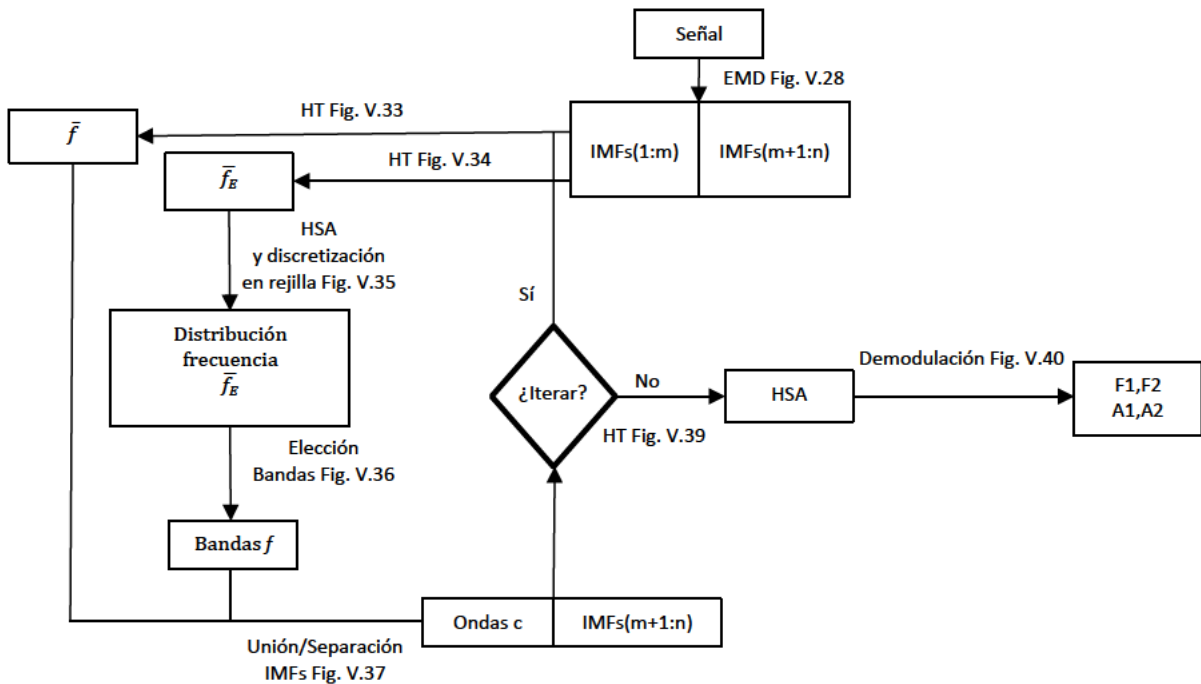 Señal
EMD Fig. V.28
HT Fig. V.33
f̄
IMFs(1:m)
IMFs(m+1:n)
HT Fig. V.34
f̄_E
HSA
y discretización
en rejilla Fig. V.35
Sí
Distribución
frecuencia
f̄_E
¿Iterar?
No
HT Fig. V.39
HSA
Demodulación Fig. V.40
F1,F2
A1,A2
Elección
Bandas Fig. V.36
Bandas f
Ondas c
IMFs(m+1:n)
Unión/Separación
IMFs Fig. V.37